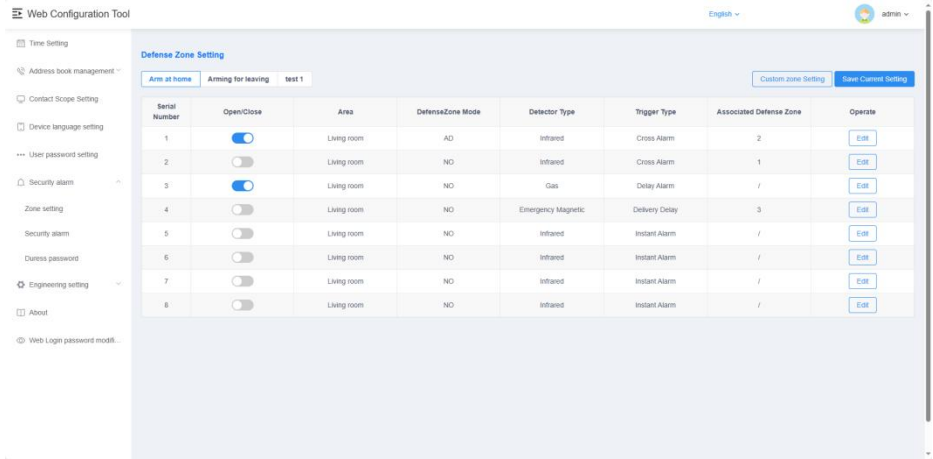 Web Configuration Tool
English
admin
Time Setting
Address book management
Contact Scope Setting
Device language setting
User password setting
Security alarm
Zone setting
Security alarm
Duress password
Engineering setting
About
Web Login password modifi...
Defense Zone Setting
Arm at home Arming for leaving test 1
Custom zone Setting Save Current Setting
Serial Number Open/Close Area DefenseZone Mode Detector Type Trigger Type Associated Defense Zone Operate
1 Living room AD Infrared Cross Alarm 2 Edit
2 Living room NO Infrared Cross Alarm 1 Edit
3 Living room NO Gas Delay Alarm / Edit
4 Living room NO Emergency Magnetic Delivery Delay 3 Edit
5 Living room NO Infrared Instant Alarm / Edit
6 Living room NO Infrared Instant Alarm / Edit
7 Living room NO Infrared Instant Alarm / Edit
8 Living room NO Infrared Instant Alarm / Edit